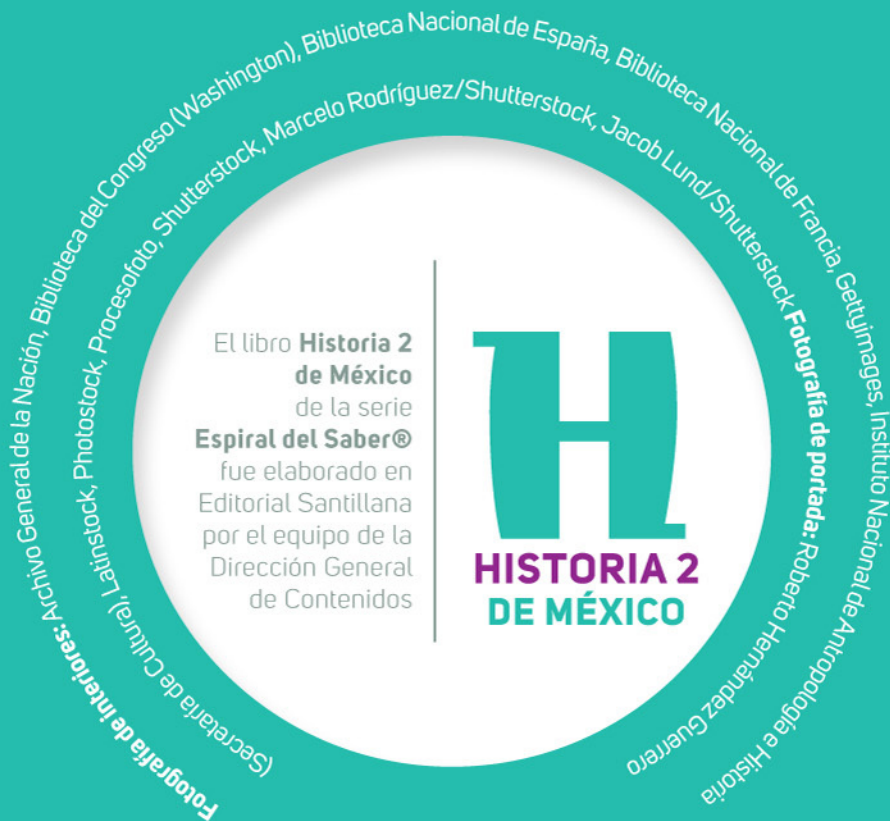 Fotografía de interiores: Archivo General de la Nación, Biblioteca del Congreso (Washington), Biblioteca Nacional de España, Biblioteca Nacional de Francia, Gettyimages, Instituto Nacional de Antropología e Historia
(Secretaría de Cultura), Latinstock, Photostock, Procesofoto, Shutterstock, Marcelo Rodríguez/Shutterstock, Jacob Lund/Shutterstock Fotografía de portada: Roberto Hernández Guerrero
El libro Historia 2
de México
de la serie
Espiral del Saber®
fue elaborado en
Editorial Santillana
por el equipo de la
Dirección General
de Contenidos
H
HISTORIA 2
DE MÉXICO